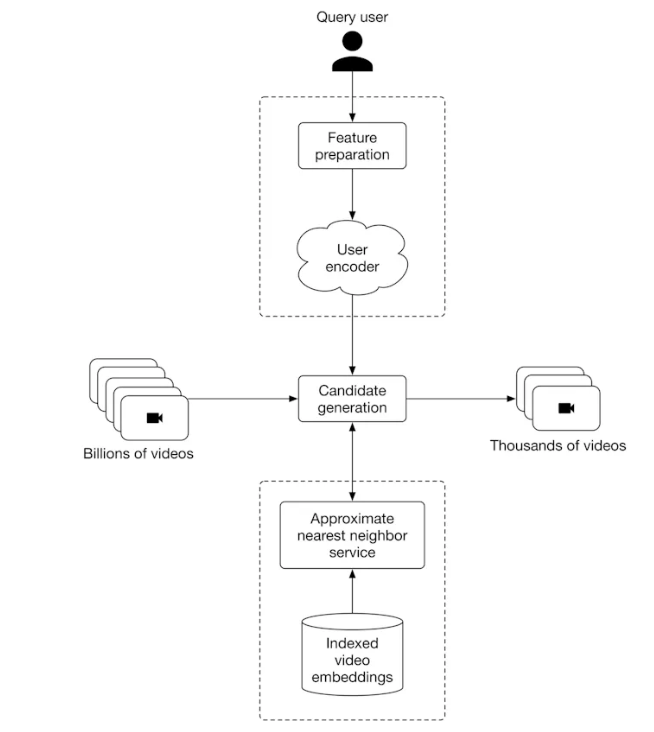 Query user
Feature
preparation
User
encoder
Candidate
generation
Billions of videos
Thousands of videos
Approximate
nearest neighbor
service
Indexed
video
embeddings